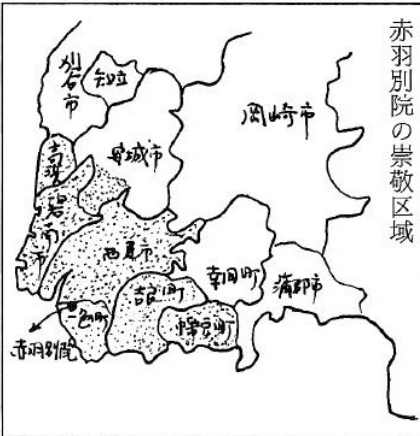 赤羽別院の崇敬区域
刈谷市
知立
岡崎市
安城市
高浜
碧南市
西尾市
幸田町
蒲郡市
吉良町
一色町
幡豆町
赤羽別院